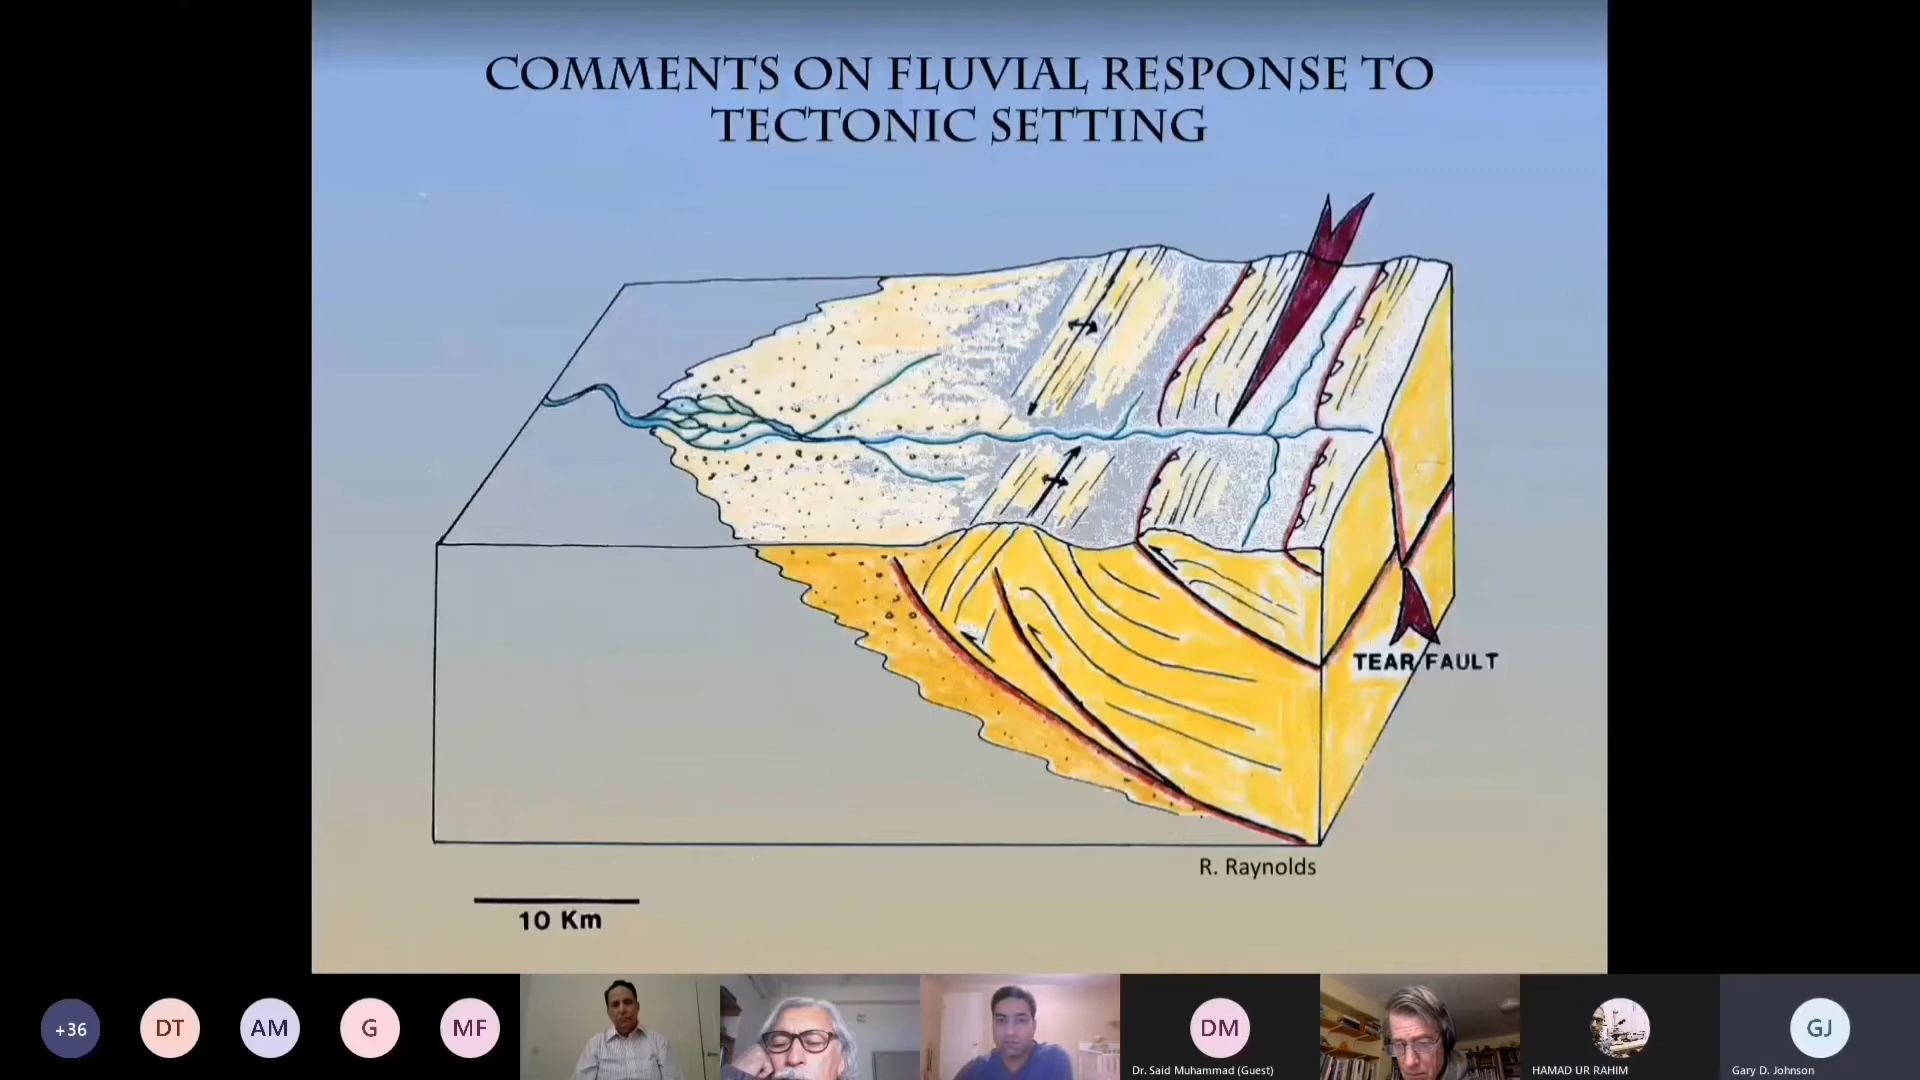 COMMENTS ON FLUVIAL RESPONSE TO
TECTONIC SETTING
TEAR FAULT
R. Raynolds
10 Km
+36
DT
AM
G
MF
DM
Dr. Said Muhammad (Guest)
HAMAD UR RAHIM
GJ
Gary D. Johnson